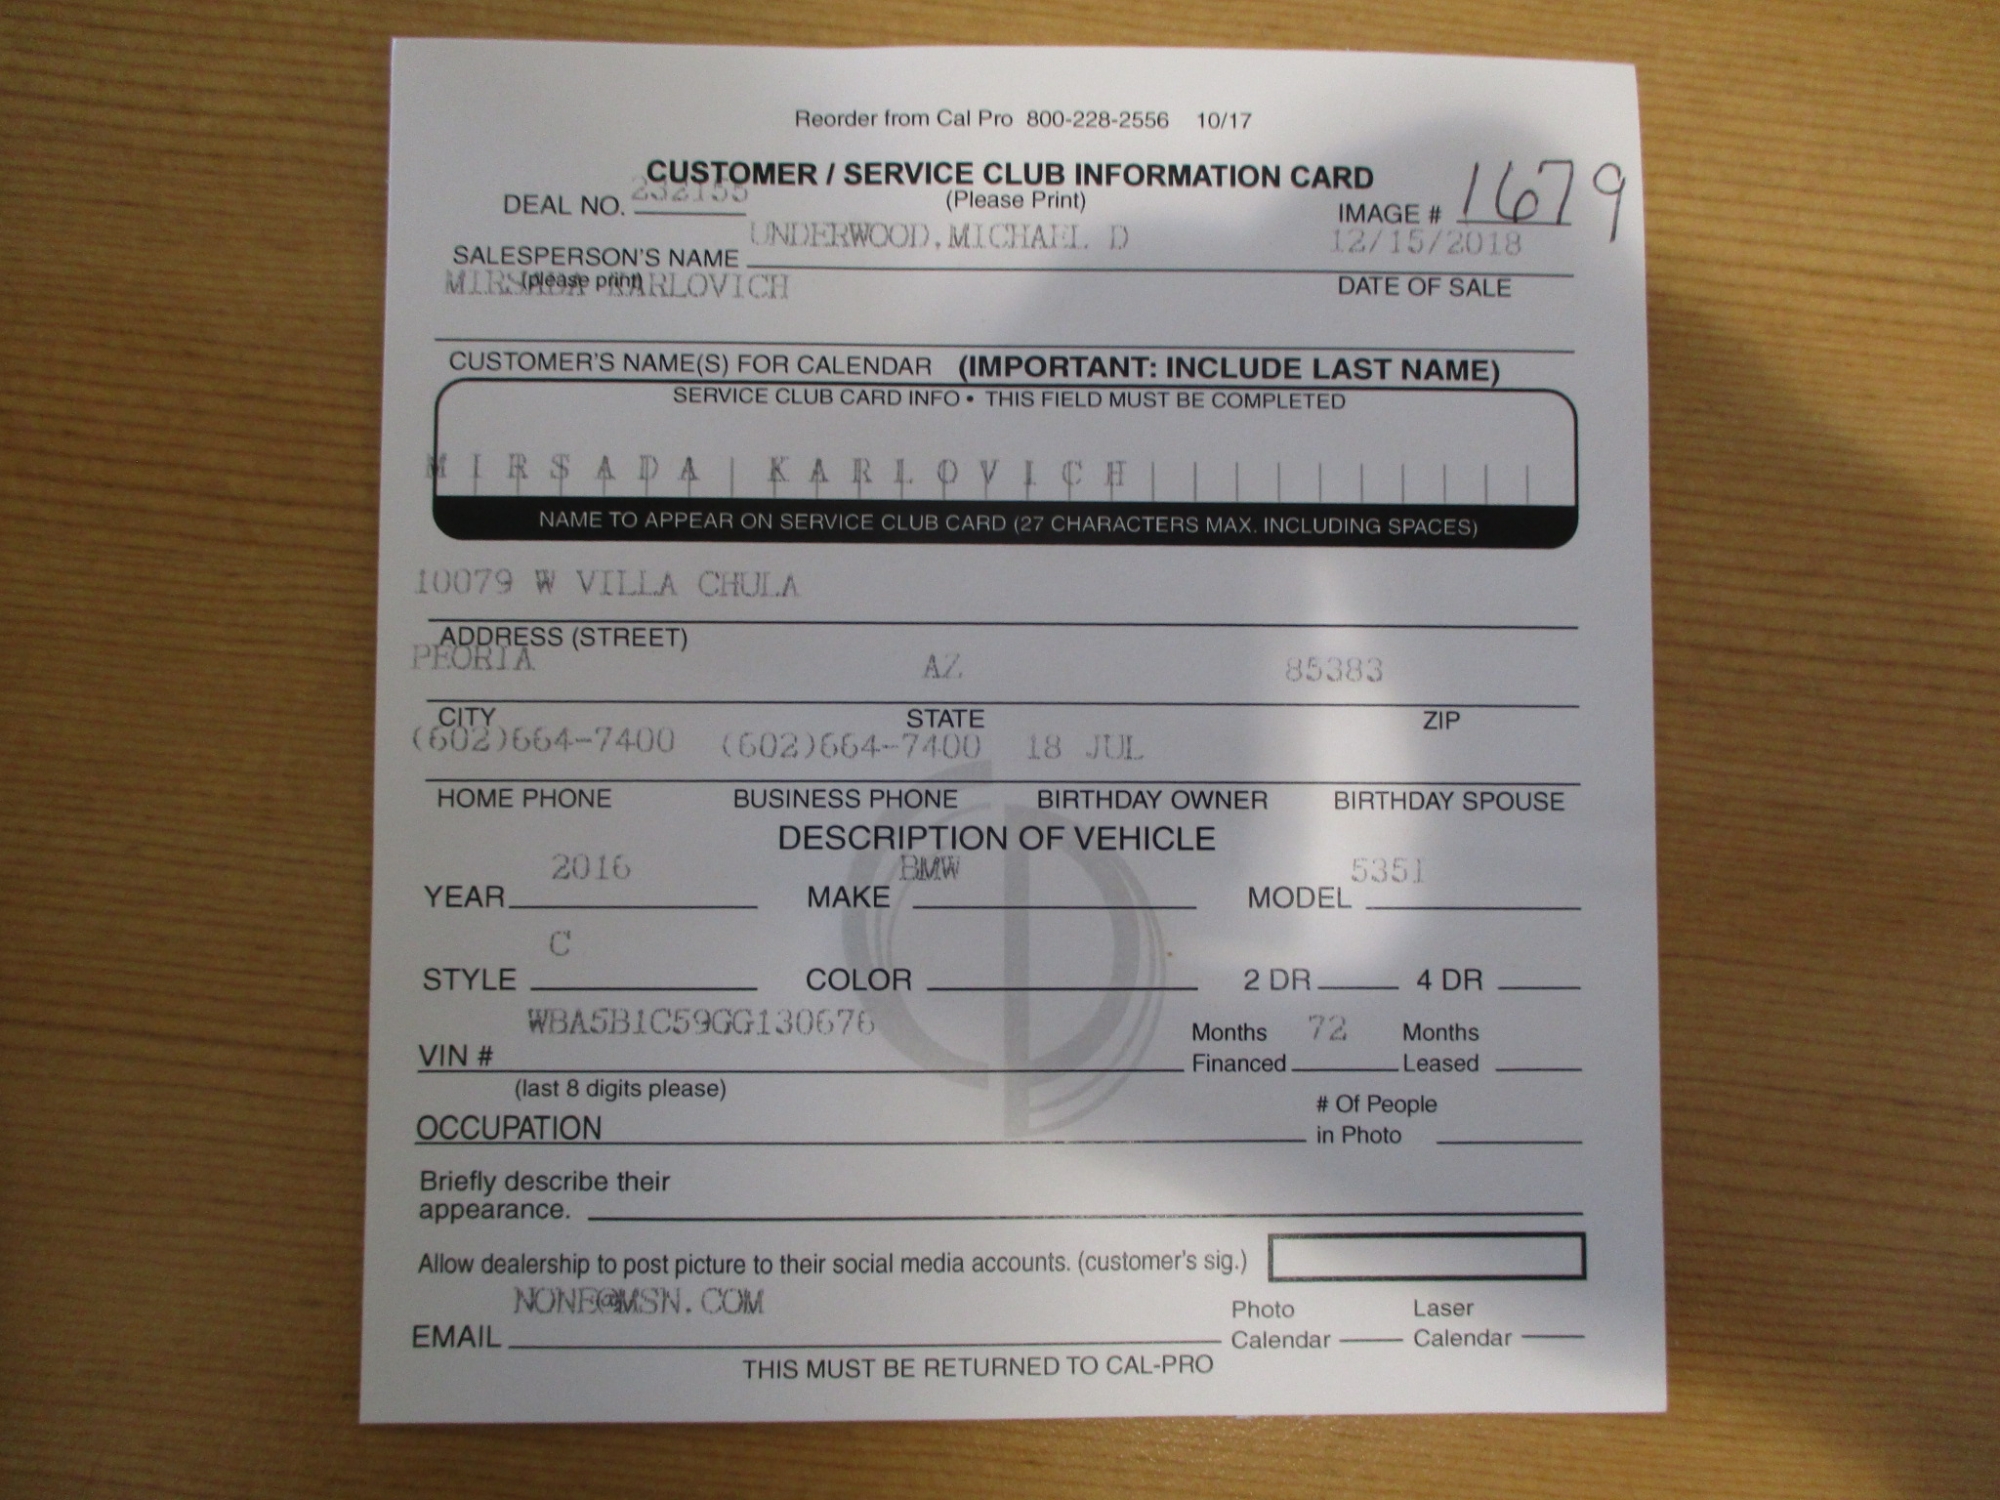 Reorder from Cal Pro 800-228-2556 10/17
CUSTOMER / SERVICE CLUB INFORMATION CARD
DEAL NO. 232155 (Please Print) IMAGE # 1679
SALESPERSON'S NAME UNDERWOOD, MICHAEL D 12/15/2018
(please print) DATE OF SALE
MIRSADA KARLOVICH
CUSTOMER'S NAME(S) FOR CALENDAR (IMPORTANT: INCLUDE LAST NAME)
SERVICE CLUB CARD INFO • THIS FIELD MUST BE COMPLETED
MIRSADA KARLOVICH
NAME TO APPEAR ON SERVICE CLUB CARD (27 CHARACTERS MAX. INCLUDING SPACES)
10079 W VILLA CHULA
ADDRESS (STREET)
PEORIA AZ 85383
CITY STATE ZIP
(602)664-7400 (602)664-7400 18 JUL
HOME PHONE BUSINESS PHONE BIRTHDAY OWNER BIRTHDAY SPOUSE
DESCRIPTION OF VEHICLE
YEAR 2016 MAKE BMW MODEL 535I
STYLE C COLOR 2 DR 4 DR
VIN # WBA5B1C59GG130676 Months Financed 72 Months Leased
(last 8 digits please)
OCCUPATION # Of People in Photo
Briefly describe their
appearance.
Allow dealership to post picture to their social media accounts. (customer's sig.)
EMAIL NONE@MSN.COM Photo Calendar Laser Calendar
THIS MUST BE RETURNED TO CAL-PRO